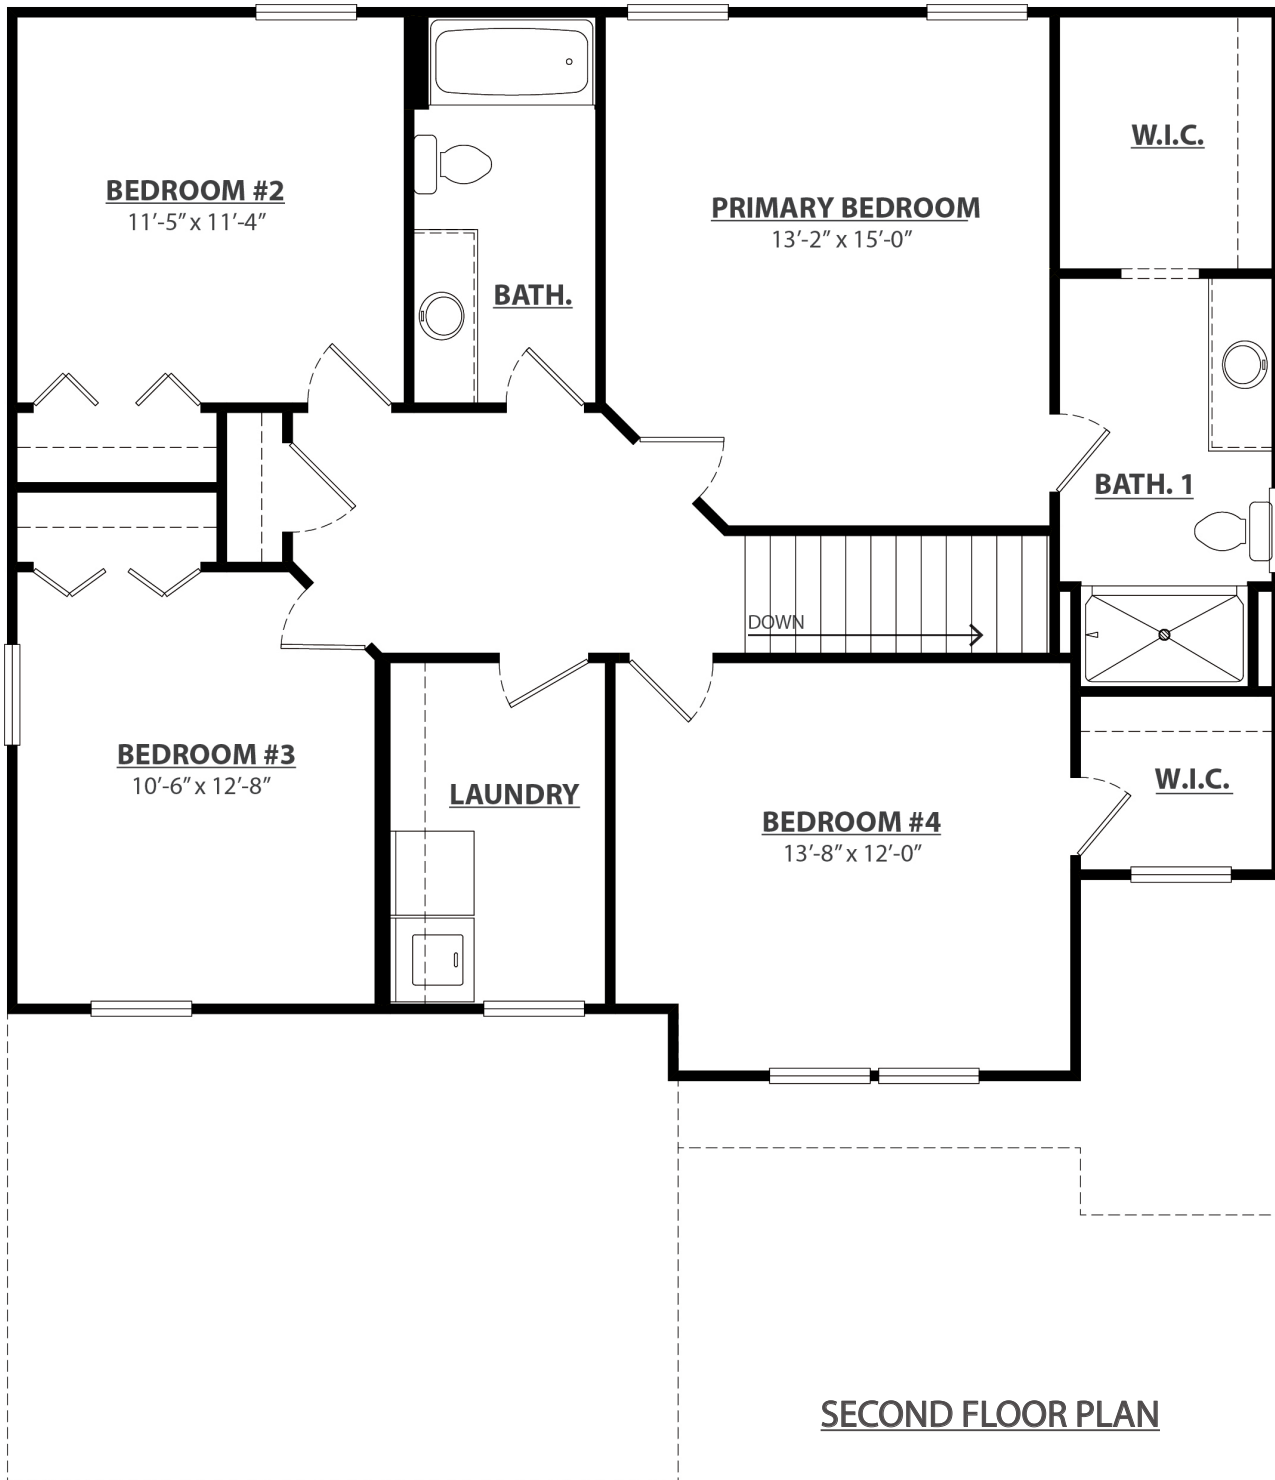 W.I.C.
BEDROOM #2
11’-5” x 11’-4”
PRIMARY BEDROOM
13’-2” x 15’-0”
BATH.
BATH. 1
DOWN
BEDROOM #3
10’-6” x 12’-8”
LAUNDRY
W.I.C.
BEDROOM #4
13’-8” x 12’-0”
SECOND FLOOR PLAN